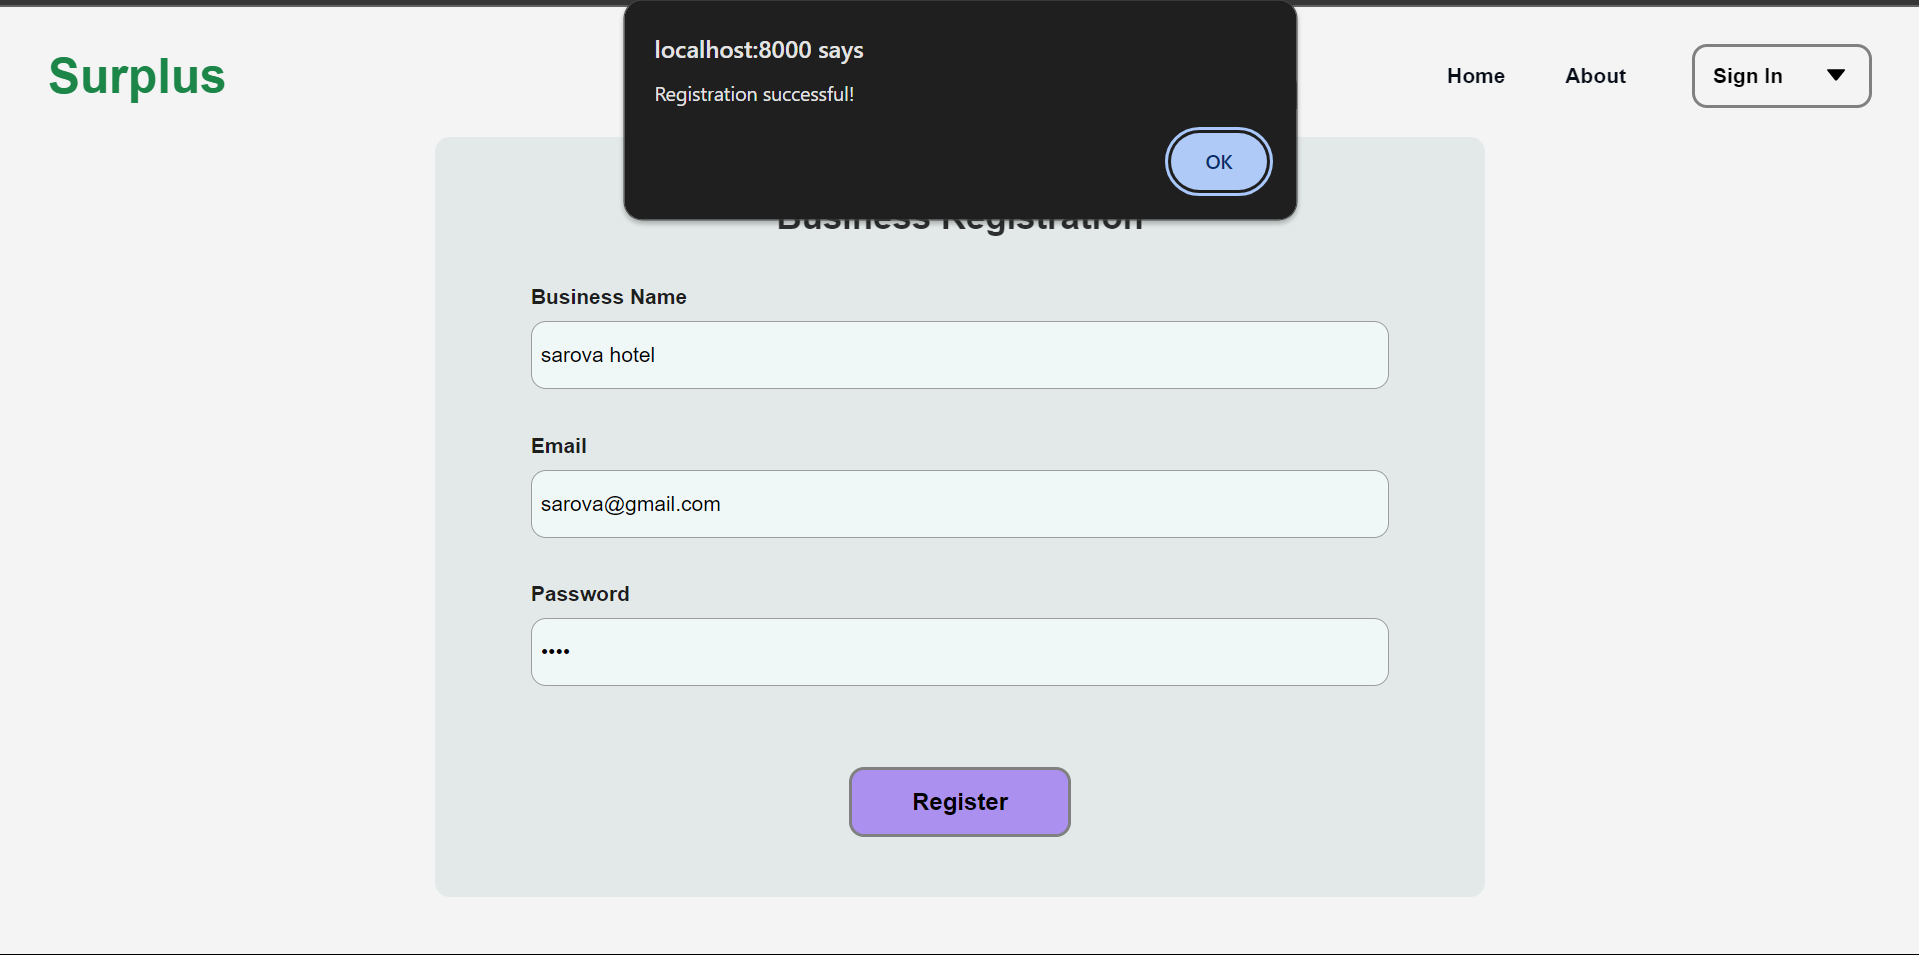 localhost:8000 says
Registration successful!
OK
Surplus
Home
About
Sign In
Business Registration
Business Name
sarova hotel
Email
sarova@gmail.com
Password
••••
Register